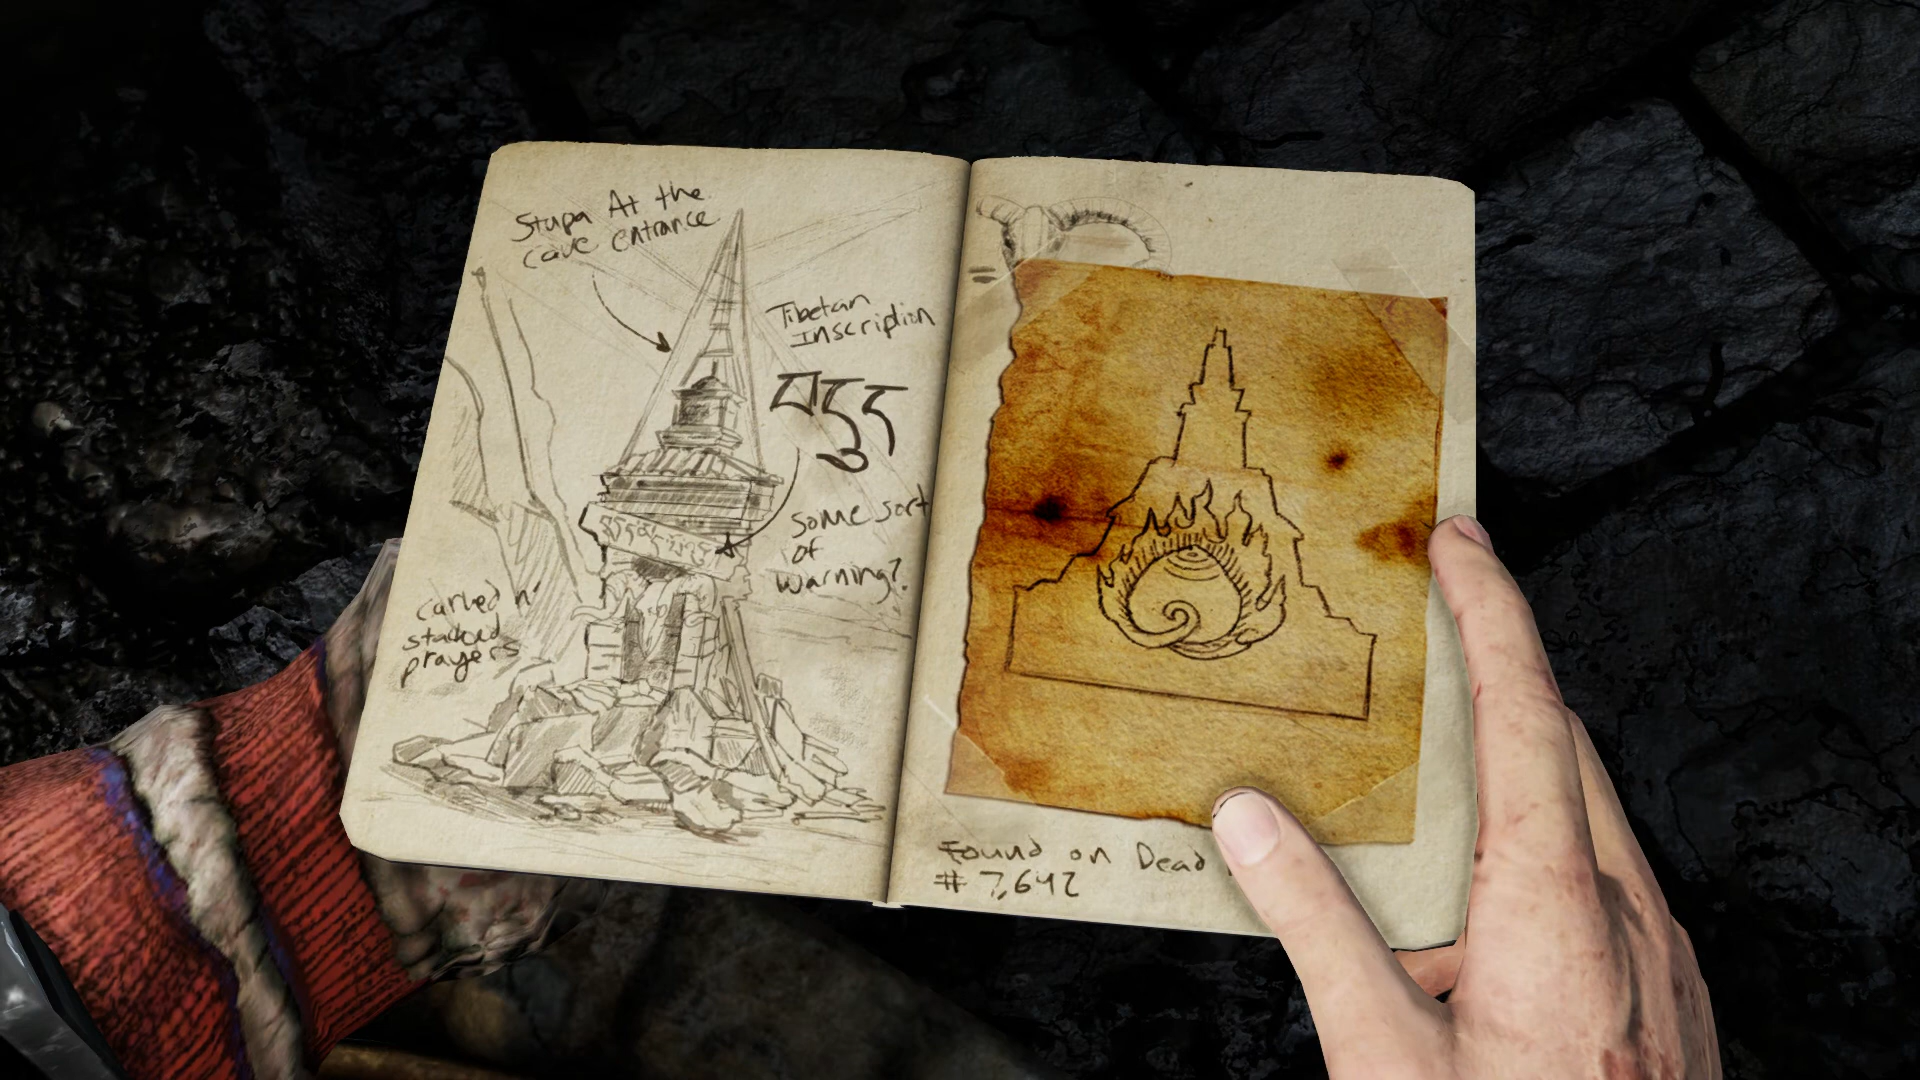 Stupa At the
cave entrance
Tibetan
Inscription
བདུད
Some sort
of
warning?
carved n'
stacked
prayers
Found on Dead
# 7,642